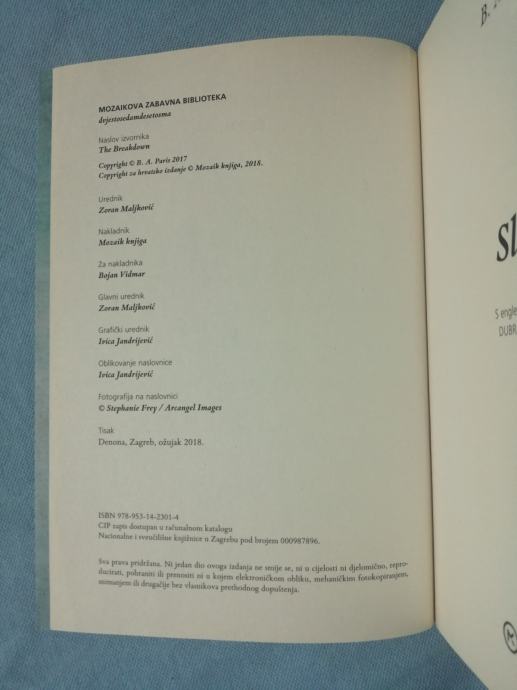 MOZAIKOVA ZABAVNA BIBLIOTEKA
dvjestosedamdesetosma
Naslov izvornika
The Breakdown
Copyright © B. A. Paris 2017
Copyright za hrvatsko izdanje © Mozaik knjiga, 2018.
Urednik
Zoran Maljković
Nakladnik
Mozaik knjiga
Za nakladnika
Bojan Vidmar
Glavni urednik
Zoran Maljković
Grafički urednik
Ivica Jandrijević
Oblikovanje naslovnice
Ivica Jandrijević
Fotografija na naslovnici
© Stephanie Frey / Arcangel Images
Tisak
Denona, Zagreb, ožujak 2018.
ISBN 978-953-14-2301-4
CIP zapis dostupan u računalnom katalogu
Nacionalne i sveučilišne knjižnice u Zagrebu pod brojem 000987896.
Sva prava pridržana. Ni jedan dio ovoga izdanja ne smije se, ni u cijelosti ni djelomično, repro-
ducirati, pohraniti ili prenositi ni u kojem elektroničkom obliku, mehaničkim fotokopiranjem,
snimanjem ili drugačije bez vlasnikova prethodnog dopuštenja.
B.
sl
S engle
DUBR